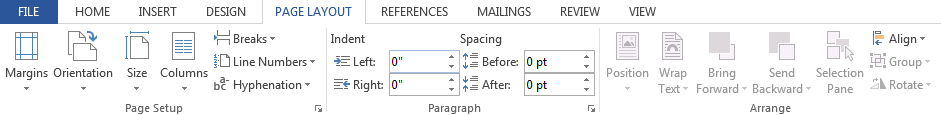 FILE HOME INSERT DESIGN PAGE LAYOUT REFERENCES MAILINGS REVIEW VIEW
Margins Orientation Size Columns
Breaks
Line Numbers
bc Hyphenation
Page Setup
Indent Spacing
Left: 0" Before: 0 pt
Right: 0" After: 0 pt
Paragraph
Position Wrap Text Bring Forward Send Backward Selection Pane
Align
Group
Rotate
Arrange